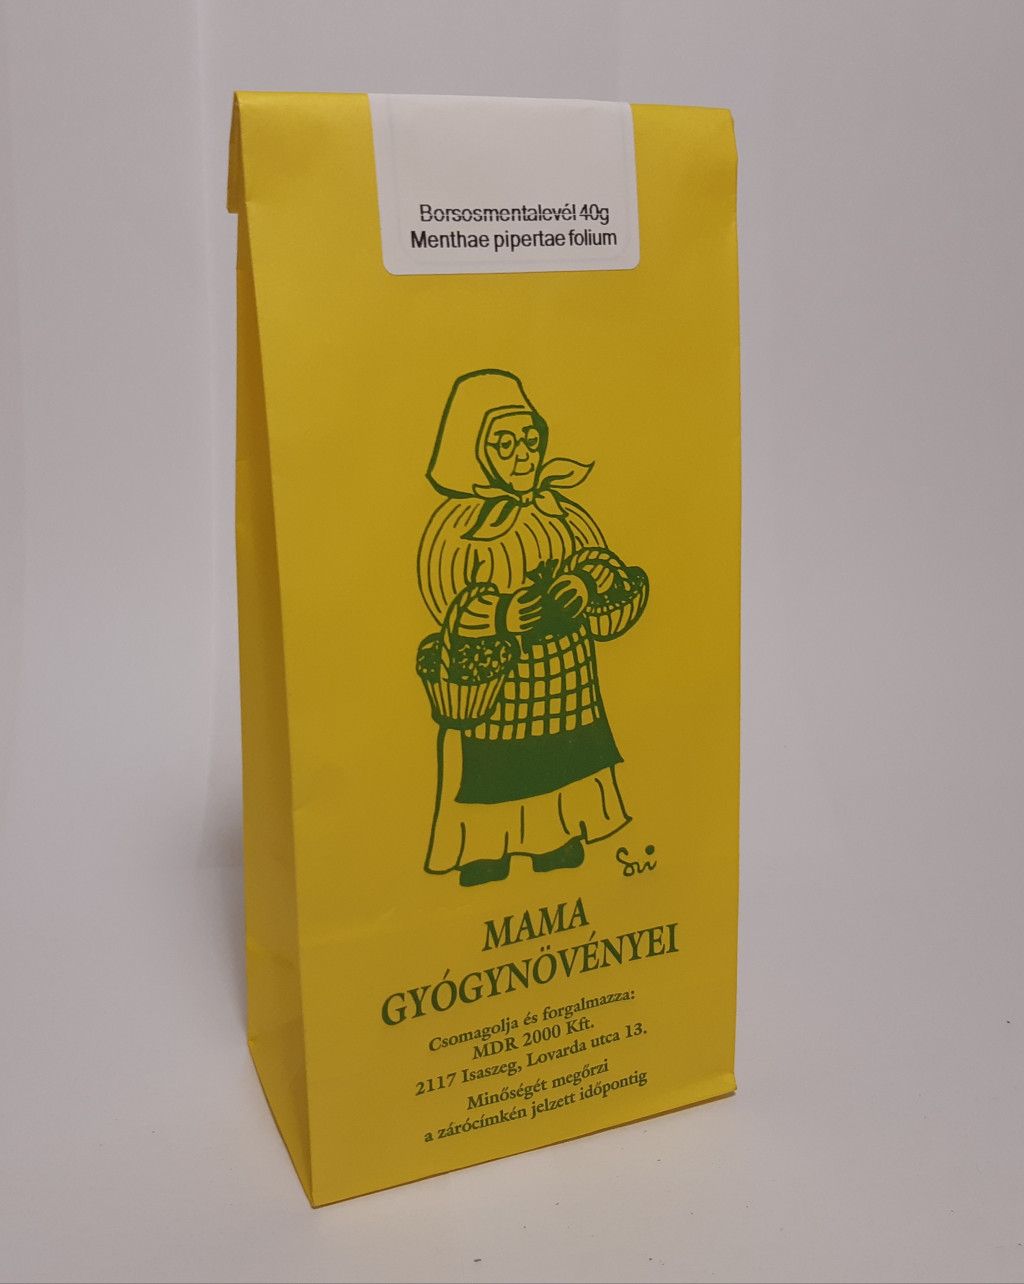 Borsosmentalevél 40g
Menthae pipertae folium
Sui
MAMA
GYÓGYNÖVÉNYEI
Csomagolja és forgalmazza:
MDR 2000 Kft.
2117 Isaszeg, Lovarda utca 13.
Minőségét megőrzi
a zárócímkén jelzett időpontig